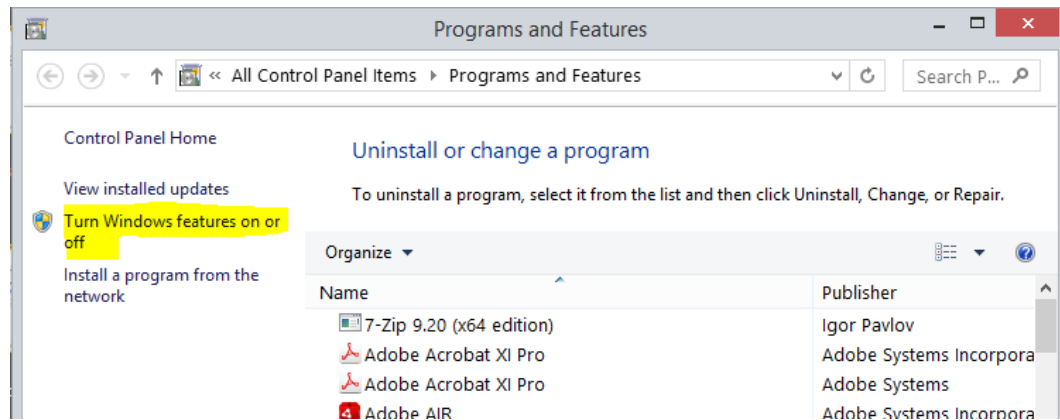 Programs and Features
« All Control Panel Items Programs and Features
Search P...
Control Panel Home
Uninstall or change a program
View installed updates
To uninstall a program, select it from the list and then click Uninstall, Change, or Repair.
Turn Windows features on or
off
Install a program from the
network
Organize
Name Publisher
7-Zip 9.20 (x64 edition) Igor Pavlov
Adobe Acrobat XI Pro Adobe Systems Incorpora
Adobe Acrobat XI Pro Adobe Systems
Adobe AIR Adobe Systems Incorpora